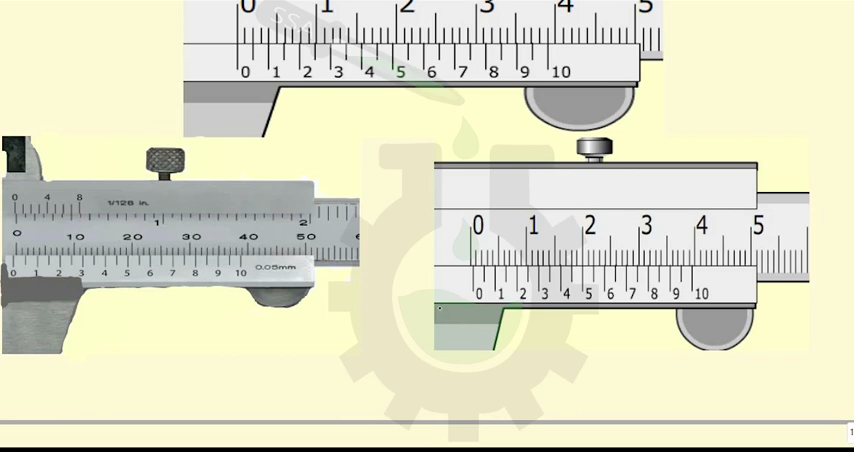 0 1 2 3 4 5
SSA
0 1 2 3 4 5 6 7 8 9 10
0 4 8 1/128 in.
1 2
0 10 20 30 40 50
0 1 2 3 4 5 6 7 8 9 10 0.05mm
0 1 2 3 4 5
0 1 2 3 4 5 6 7 8 9 10
1